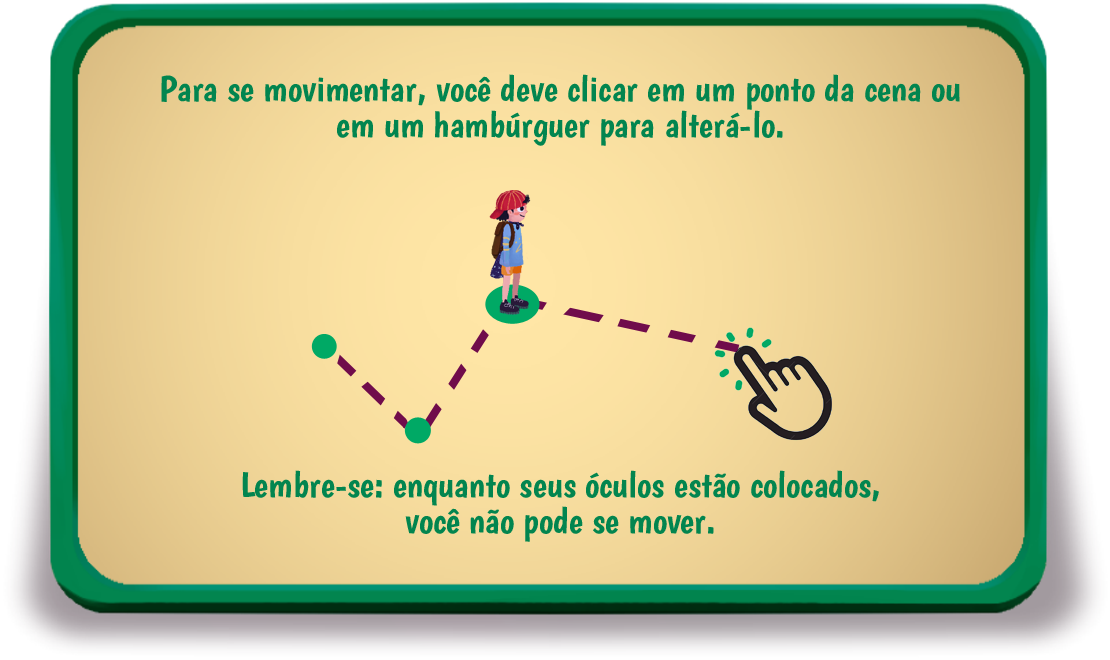 Para se movimentar, você deve clicar em um ponto da cena ou
em um hambúrguer para alterá-lo.
Lembre-se: enquanto seus óculos estão colocados,
você não pode se mover.